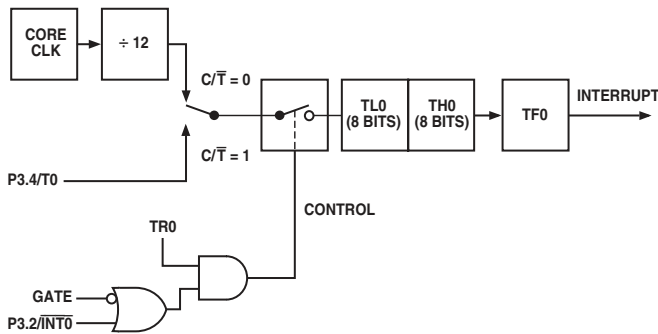 CORE
CLK
÷ 12
C/T̅ = 0
C/T̅ = 1
P3.4/T0
TL0
(8 BITS)
TH0
(8 BITS)
TF0
INTERRUPT
CONTROL
TR0
GATE
P3.2/I̅N̅T̅0̅